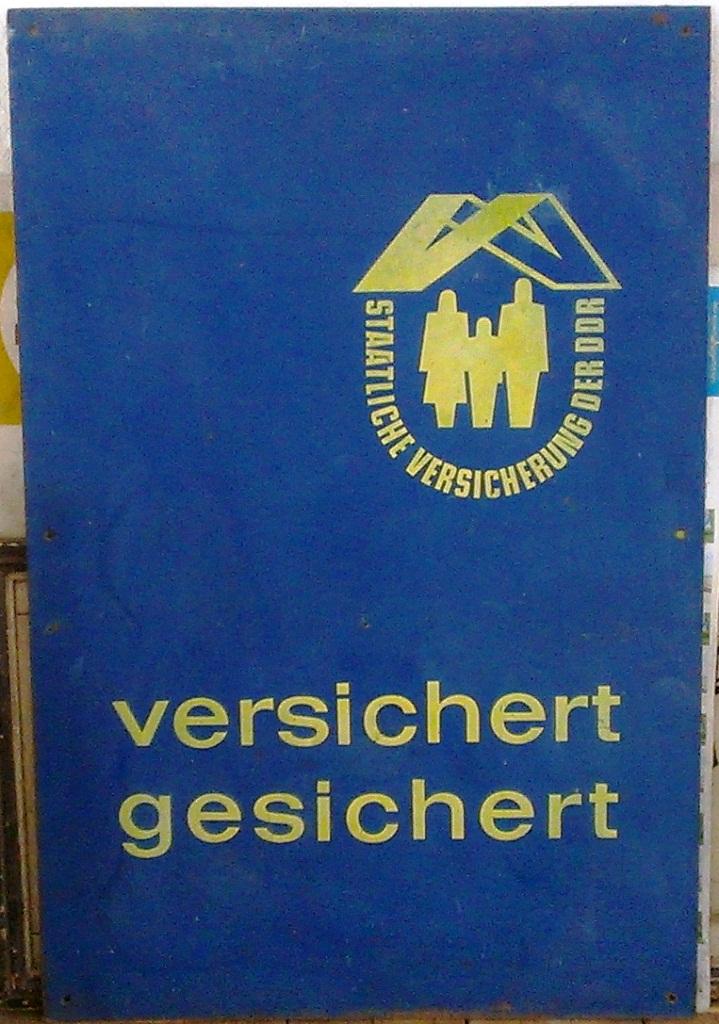 STAATLICHE VERSICHERUNG DER DDR
versichert
gesichert